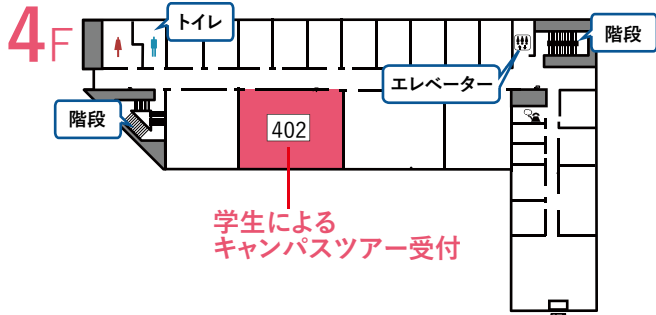 4F
トイレ
階段
エレベーター
階段
402
学生による
キャンパスツアー受付